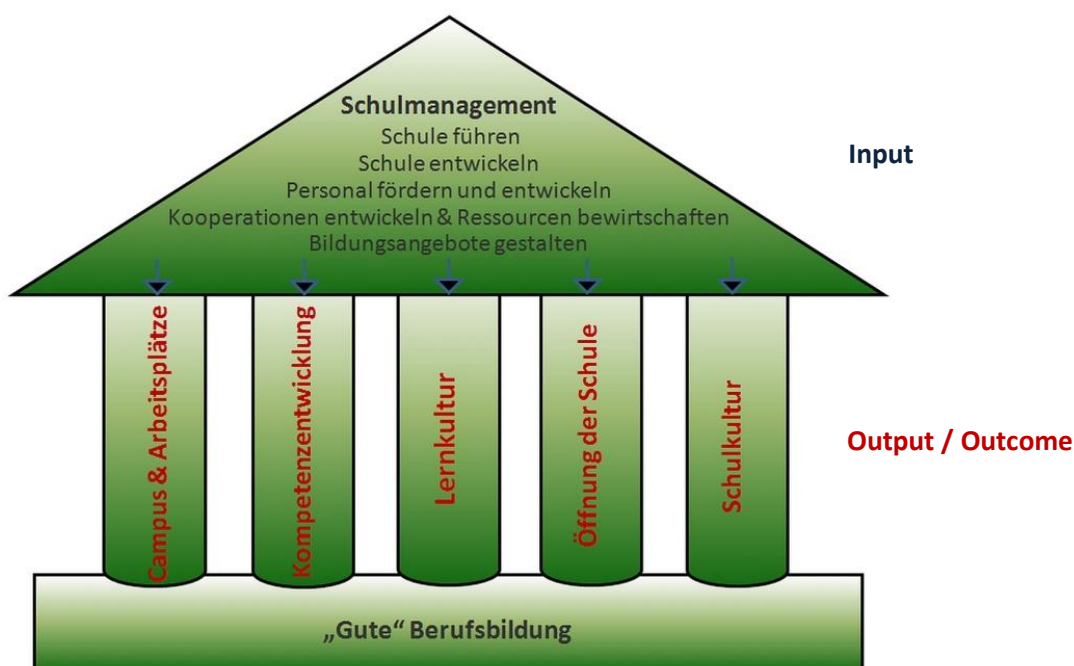 Schulmanagement
Schule führen
Schule entwickeln
Personal fördern und entwickeln
Kooperationen entwickeln & Ressourcen bewirtschaften
Bildungsangebote gestalten
Input
Campus & Arbeitsplätze
Kompetenzentwicklung
Lernkultur
Öffnung der Schule
Schulkultur
Output / Outcome
„Gute“ Berufsbildung